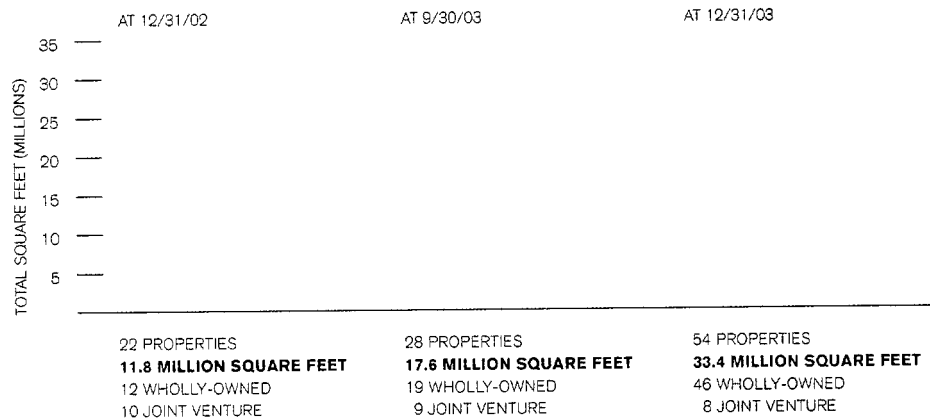 AT 12/31/02
AT 9/30/03
AT 12/31/03
TOTAL SQUARE FEET (MILLIONS)
35
30
25
20
15
10
5
22 PROPERTIES
11.8 MILLION SQUARE FEET
12 WHOLLY-OWNED
10 JOINT VENTURE
28 PROPERTIES
17.6 MILLION SQUARE FEET
19 WHOLLY-OWNED
9 JOINT VENTURE
54 PROPERTIES
33.4 MILLION SQUARE FEET
46 WHOLLY-OWNED
8 JOINT VENTURE